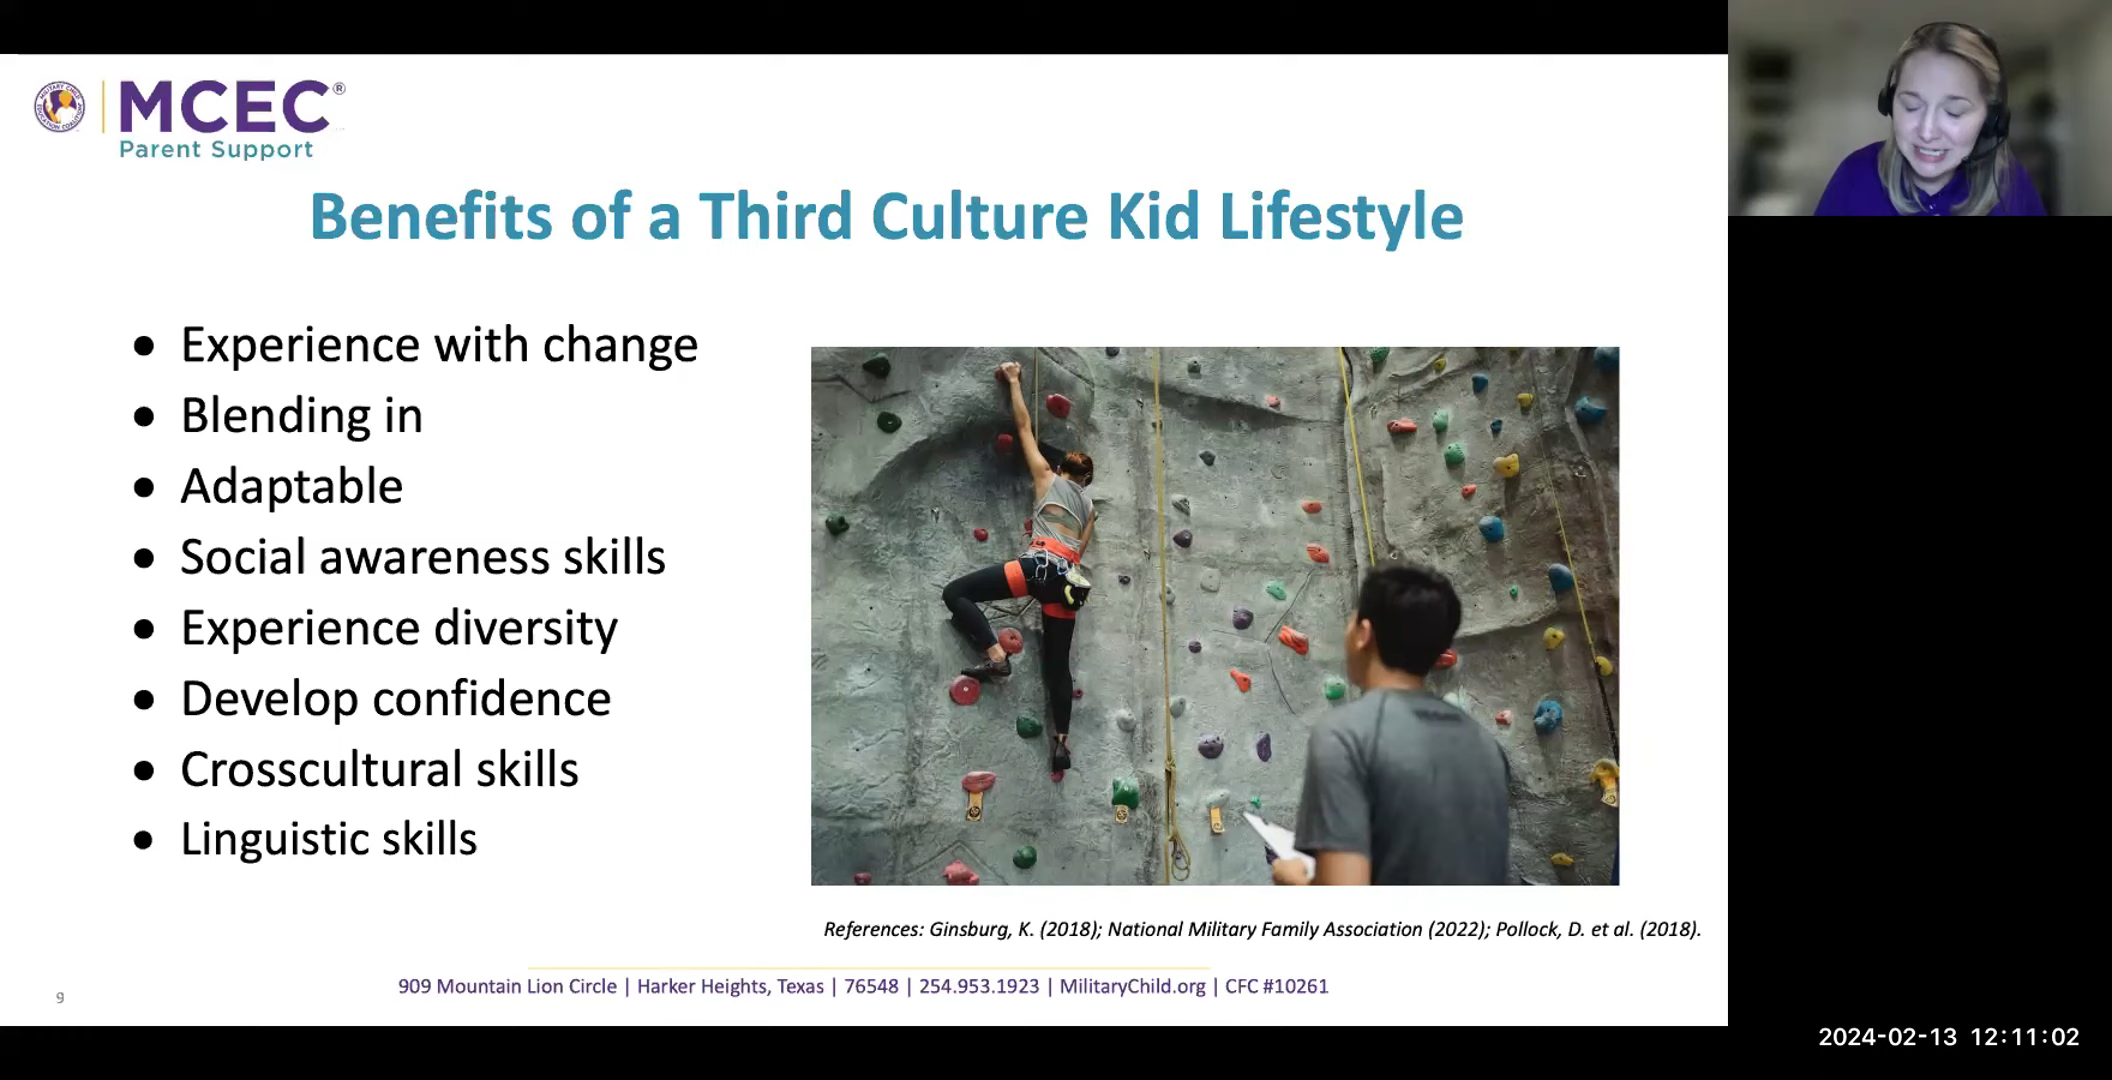 MCEC®
Parent Support
Benefits of a Third Culture Kid Lifestyle
• Experience with change
• Blending in
• Adaptable
• Social awareness skills
• Experience diversity
• Develop confidence
• Crosscultural skills
• Linguistic skills
References: Ginsburg, K. (2018); National Military Family Association (2022); Pollock, D. et al. (2018).
909 Mountain Lion Circle | Harker Heights, Texas | 76548 | 254.953.1923 | MilitaryChild.org | CFC #10261
9
2024-02-13 12:11:02